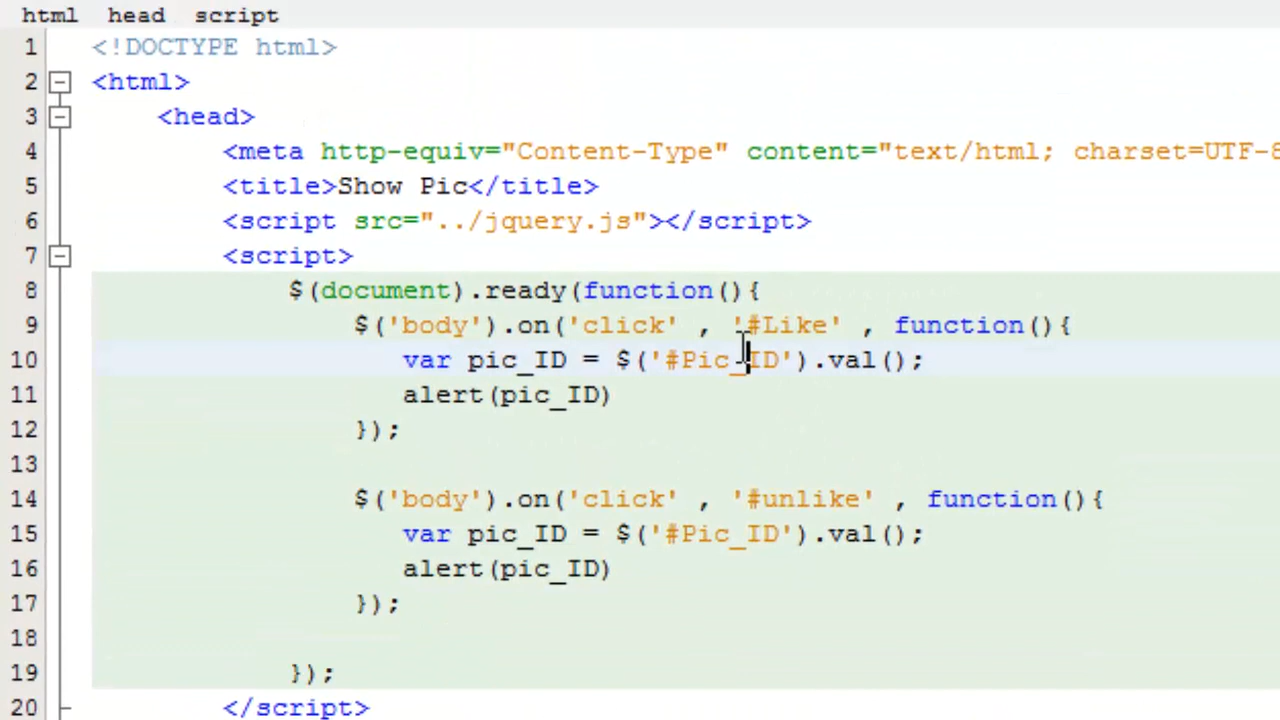 html head script
1 <!DOCTYPE html>
2 <html>
3 <head>
4 <meta http-equiv="Content-Type" content="text/html; charset=UTF-8
5 <title>Show Pic</title>
6 <script src="../jquery.js"></script>
7 <script>
8 $(document).ready(function(){
9 $('body').on('click' , '#Like' , function(){
10 var pic_ID = $('#Pic_ID').val();
11 alert(pic_ID)
12 });
13
14 $('body').on('click' , '#unlike' , function(){
15 var pic_ID = $('#Pic_ID').val();
16 alert(pic_ID)
17 });
18
19 });
20 </script>